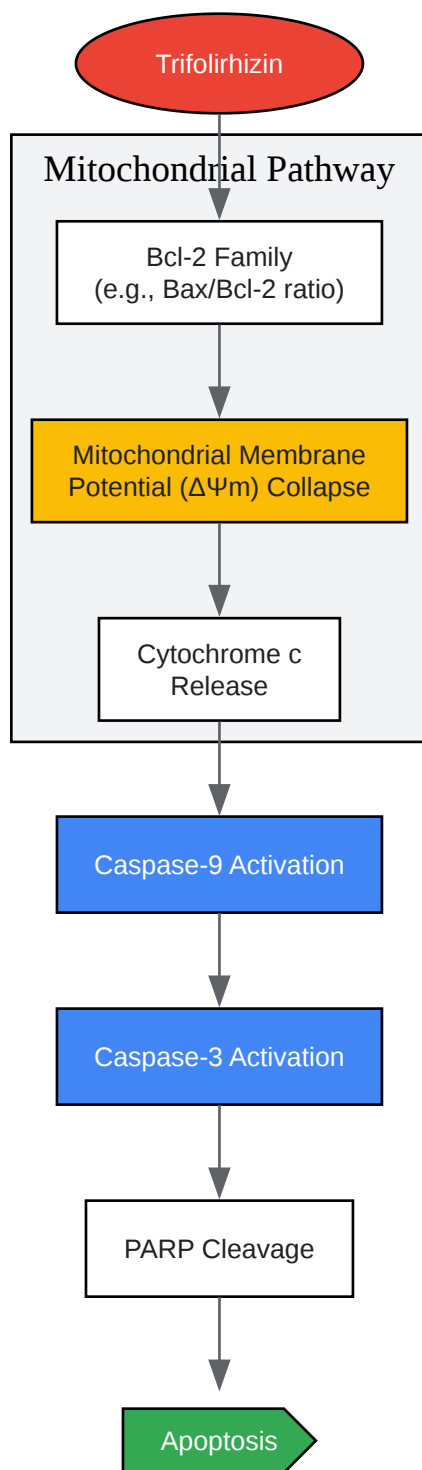 Trifolirhizin
Mitochondrial Pathway
Bcl-2 Family
(e.g., Bax/Bcl-2 ratio)
Mitochondrial Membrane
Potential (ΔΨm) Collapse
Cytochrome c
Release
Caspase-9 Activation
Caspase-3 Activation
PARP Cleavage
Apoptosis